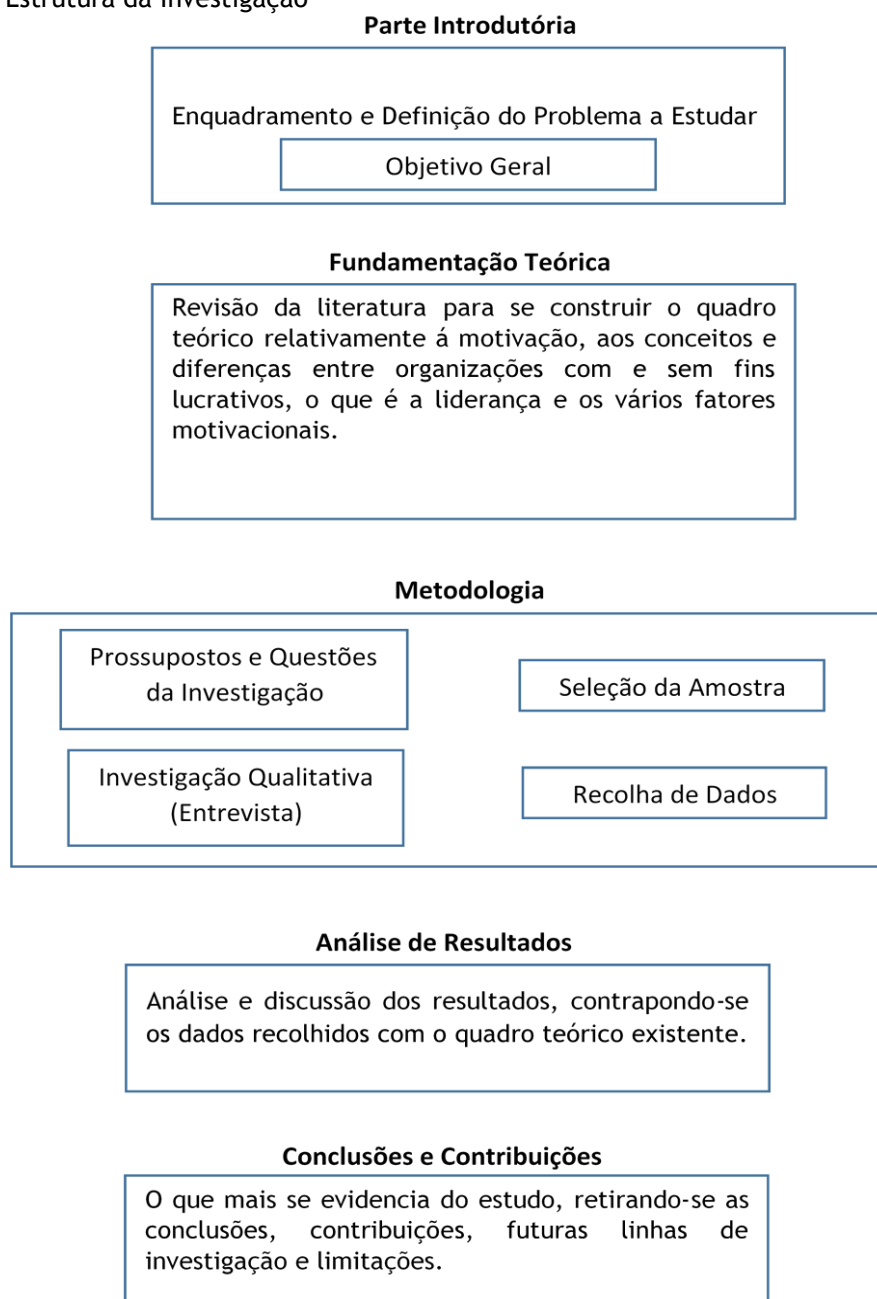 Estrutura da Investigação
Parte Introdutória
Enquadramento e Definição do Problema a Estudar
Objetivo Geral
Fundamentação Teórica
Revisão da literatura para se construir o quadro
teórico relativamente á motivação, aos conceitos e
diferenças entre organizações com e sem fins
lucrativos, o que é a liderança e os vários fatores
motivacionais.
Metodologia
Prossupostos e Questões
da Investigação
Seleção da Amostra
Investigação Qualitativa
(Entrevista)
Recolha de Dados
Análise de Resultados
Análise e discussão dos resultados, contrapondo-se
os dados recolhidos com o quadro teórico existente.
Conclusões e Contribuições
O que mais se evidencia do estudo, retirando-se as
conclusões, contribuições, futuras linhas de
investigação e limitações.